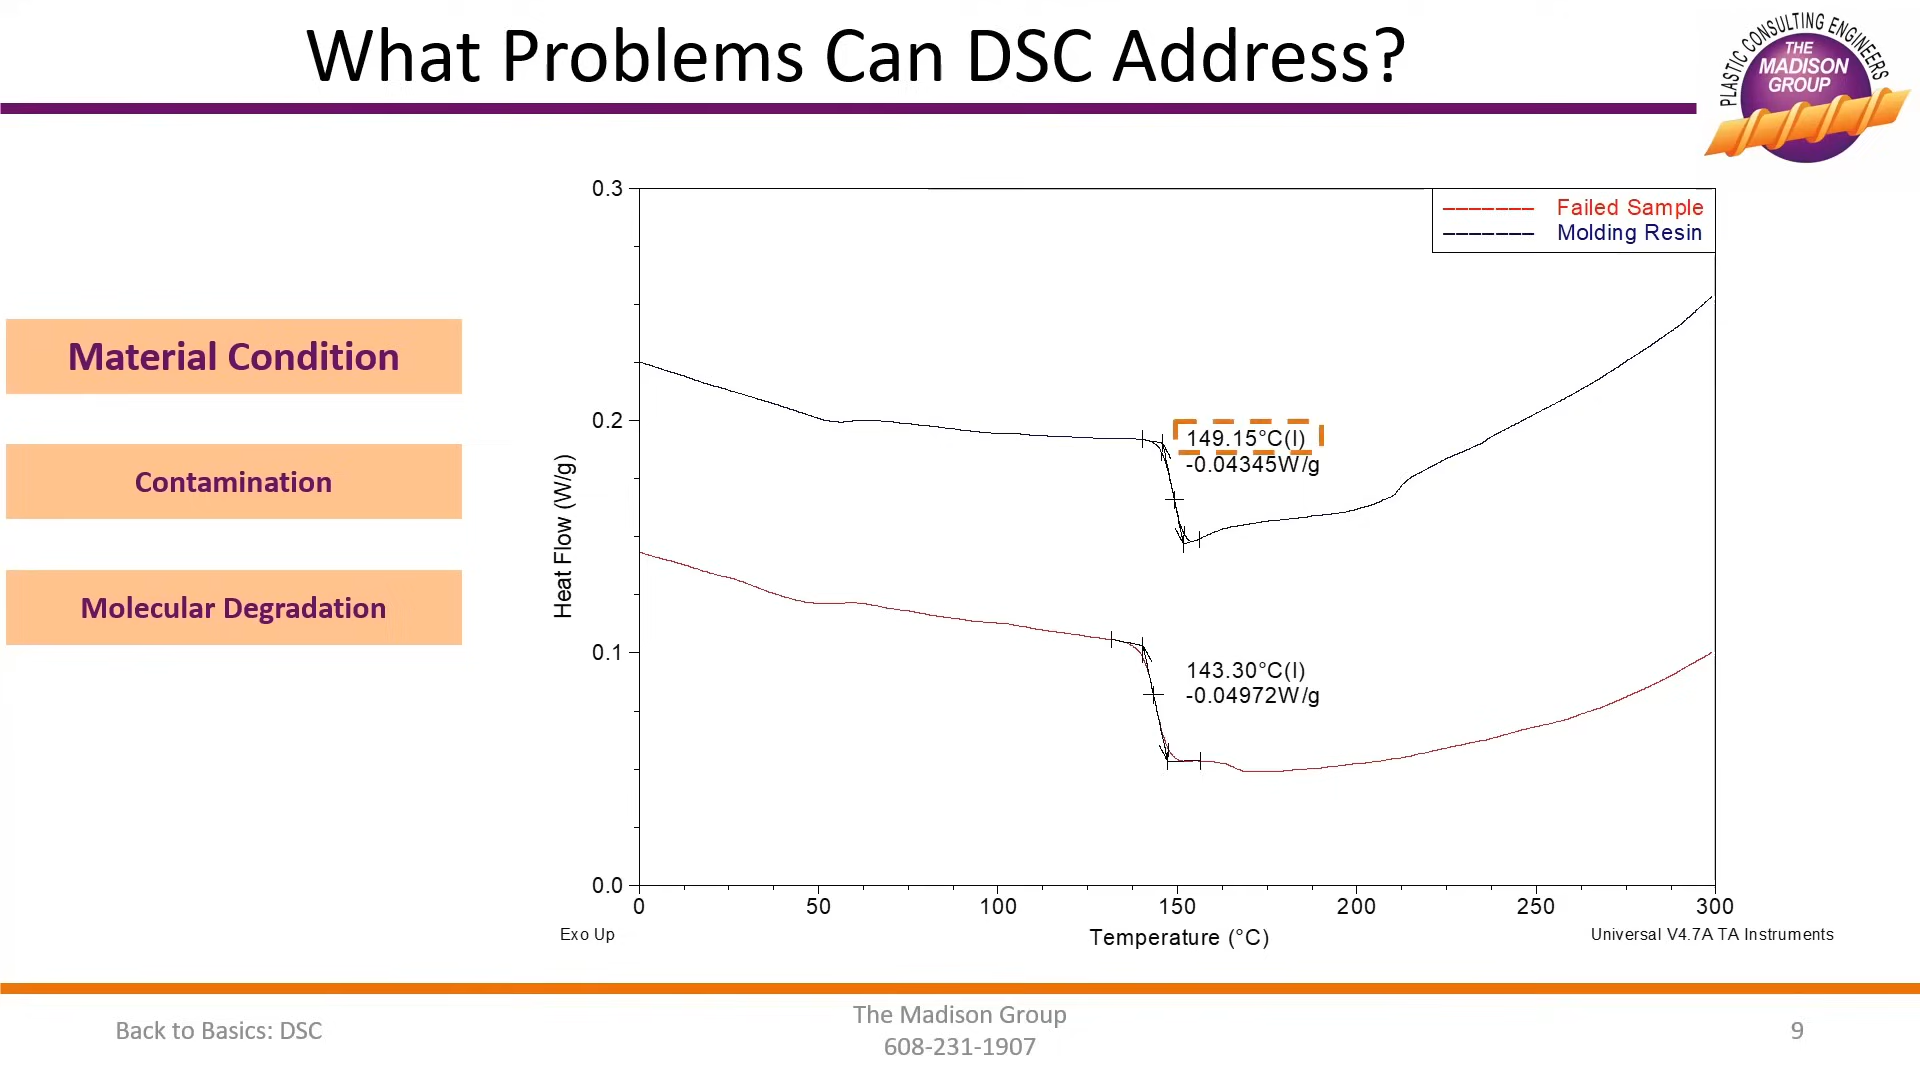 What Problems Can DSC Address?
PLASTIC CONSULTING ENGINEERS
THE
MADISON
GROUP
Material Condition
Contamination
Molecular Degradation
Failed Sample
Molding Resin
0.3
0.2
0.1
0.0
Heat Flow (W/g)
149.15°C(I)
-0.04345W/g
143.30°C(I)
-0.04972W/g
0 50 100 150 200 250 300
Exo Up
Temperature (°C)
Universal V4.7A TA Instruments
Back to Basics: DSC
The Madison Group
608-231-1907
9